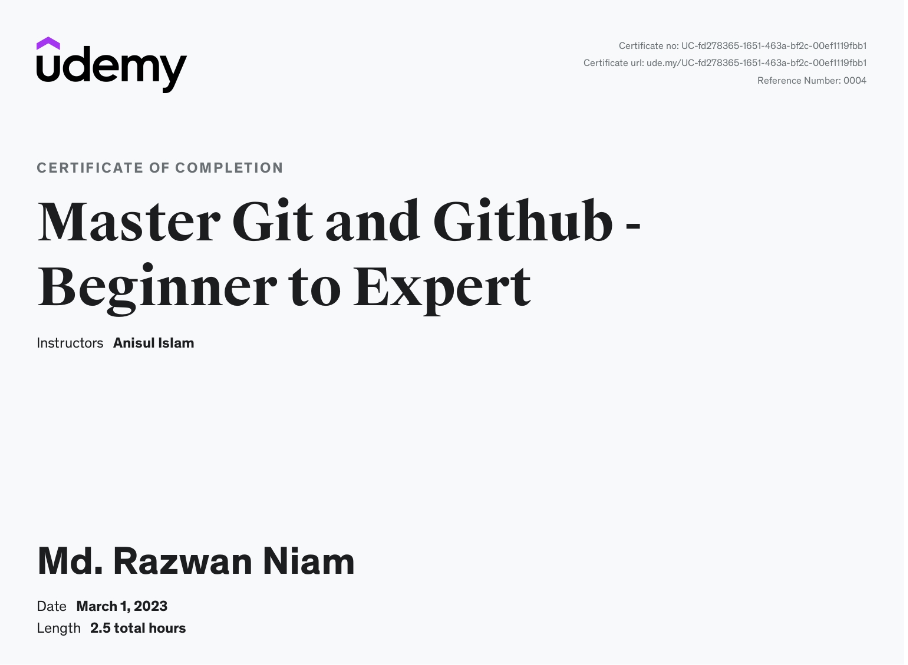 udemy
Certificate no: UC-fd278365-1651-463a-bf2c-00ef1119fbb1
Certificate url: ude.my/UC-fd278365-1651-463a-bf2c-00ef1119fbb1
Reference Number: 0004
CERTIFICATE OF COMPLETION
Master Git and Github -
Beginner to Expert
Instructors Anisul Islam
Md. Razwan Niam
Date March 1, 2023
Length 2.5 total hours